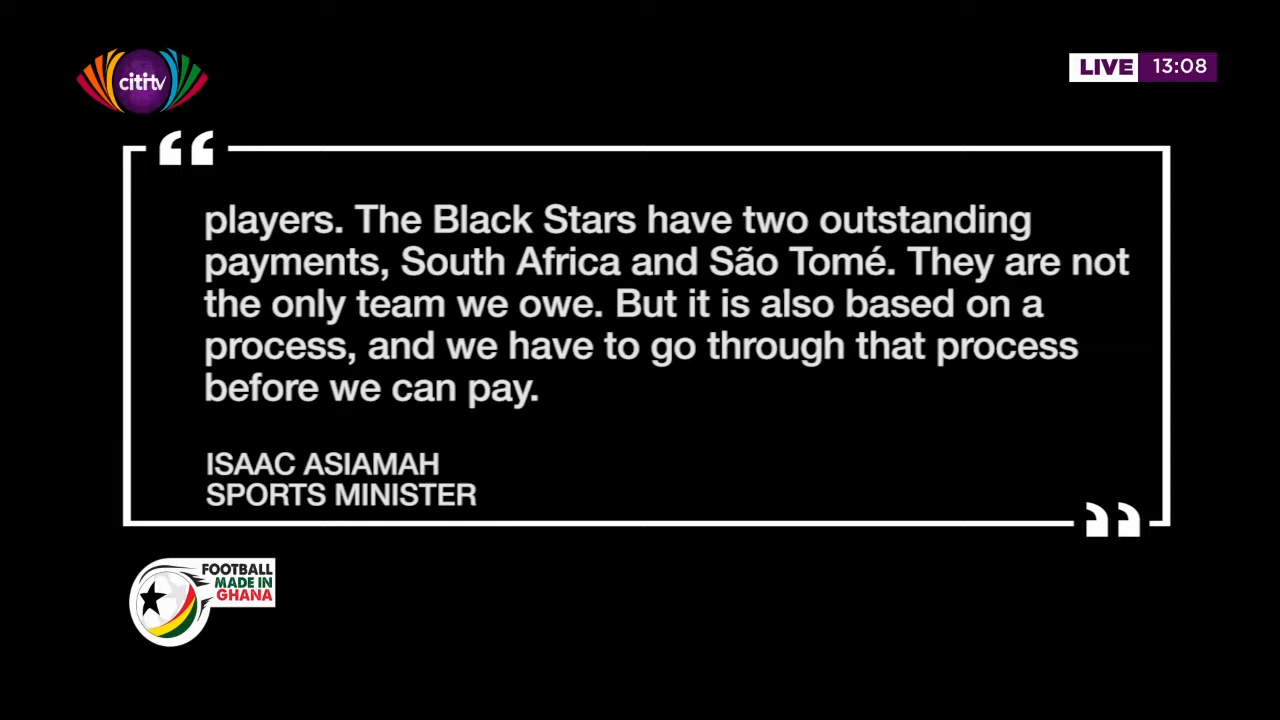 citi tv
LIVE 13:08
“
players. The Black Stars have two outstanding
payments, South Africa and São Tomé. They are not
the only team we owe. But it is also based on a
process, and we have to go through that process
before we can pay.
ISAAC ASIAMAH
SPORTS MINISTER
”
FOOTBALL
MADE IN
GHANA